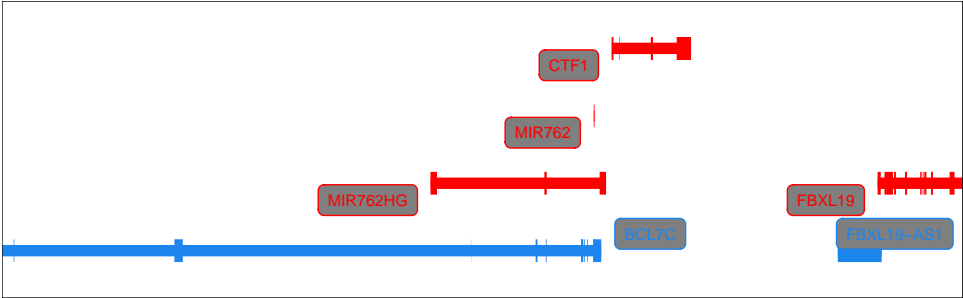 CTF1
MIR762
MIR762HG
FBXL19
BCL7C
FBXL19-AS1